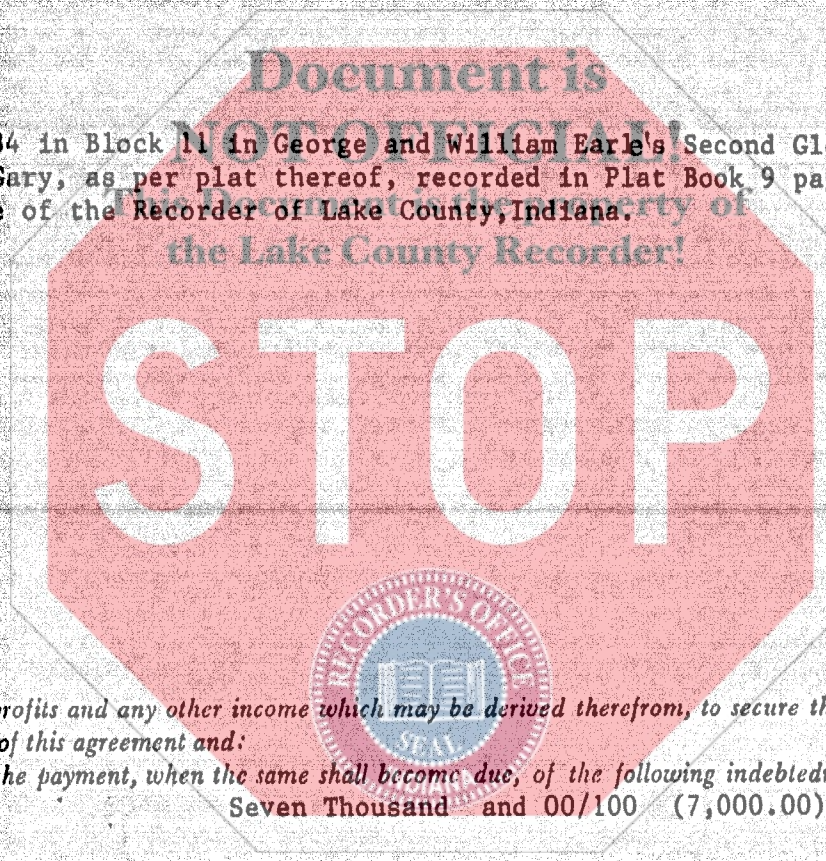 Document is
NOT OFFICIAL!
34 in Block 11 in George and William Earle's Second Gl
Gary, as per plat thereof, recorded in Plat Book 9 pa
This Document is the property of
e of the Recorder of Lake County, Indiana.
the Lake County Recorder!
STOP
RECORDER'S OFFICE
SEAL
INDIANA
profits and any other income which may be derived therefrom, to secure th
of this agreement and:
he payment, when the same shall become due, of the following indebted
Seven Thousand and 00/100 (7,000.00)